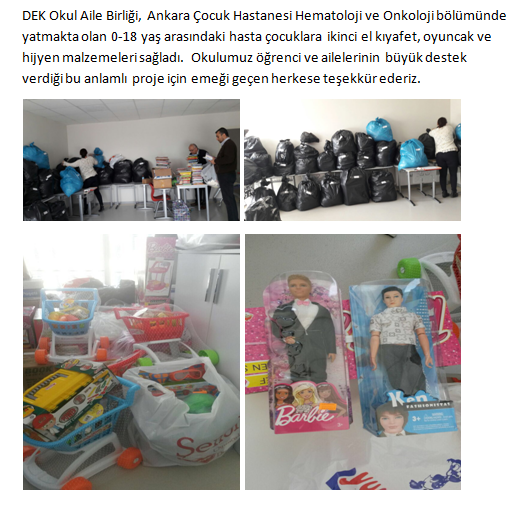 DEK Okul Aile Birliği, Ankara Çocuk Hastanesi Hematoloji ve Onkoloji bölümünde
yatmakta olan 0-18 yaş arasındaki hasta çocuklara ikinci el kıyafet, oyuncak ve
hijyen malzemeleri sağladı. Okulumuz öğrenci ve ailelerinin büyük destek
verdiği bu anlamlı proje için emeği geçen herkese teşekkür ederiz.
Barbie
Ken
FASHIONISTAS
3+